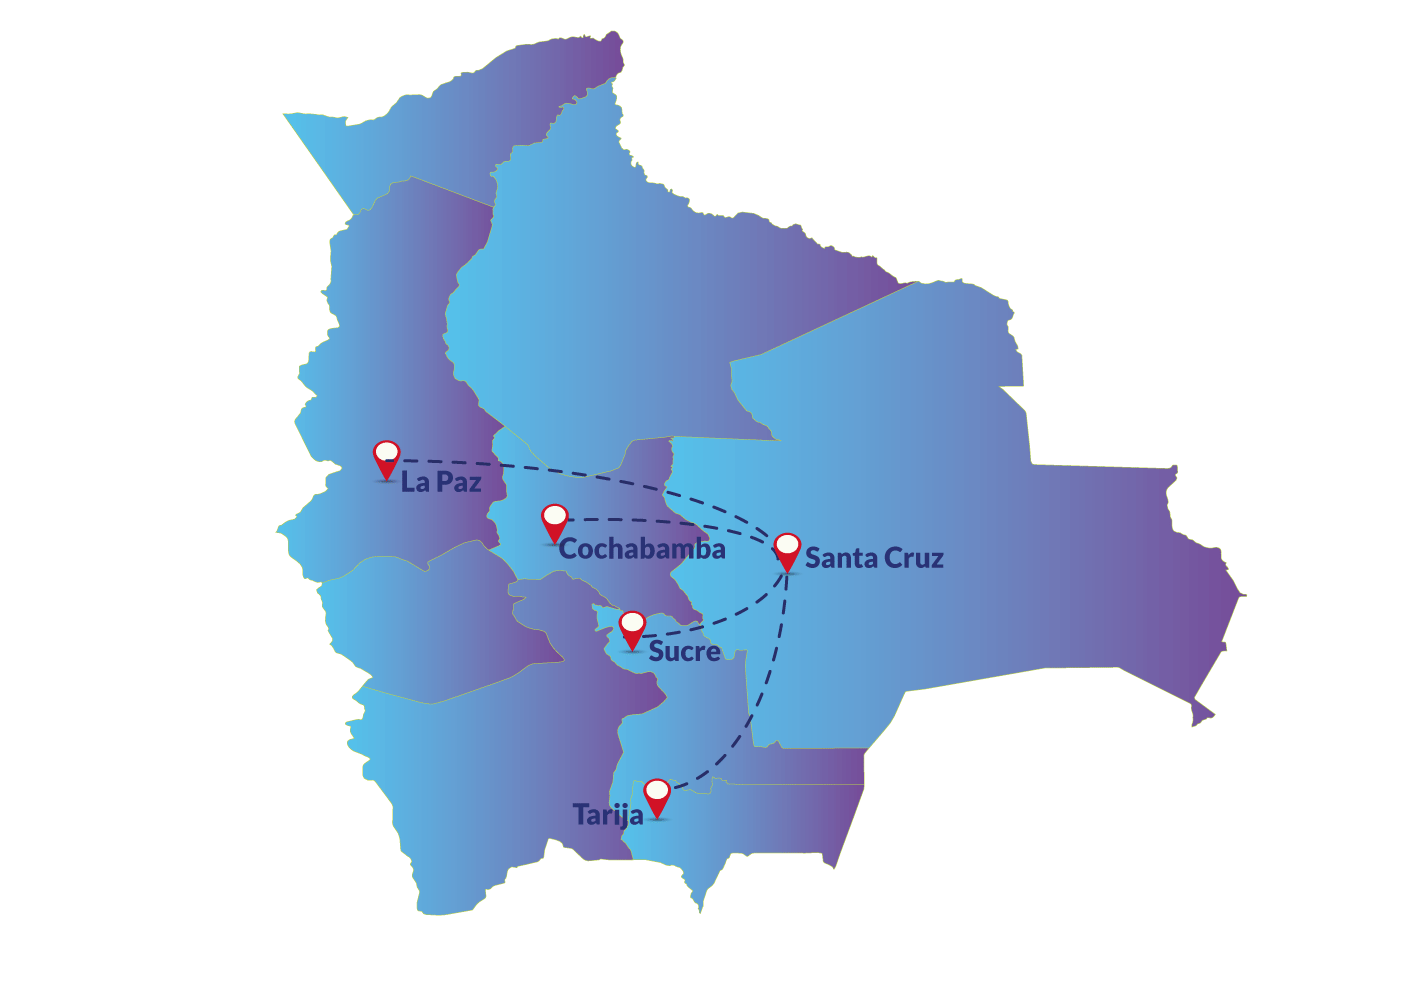 La Paz
Cochabamba
Santa Cruz
Sucre
Tarija